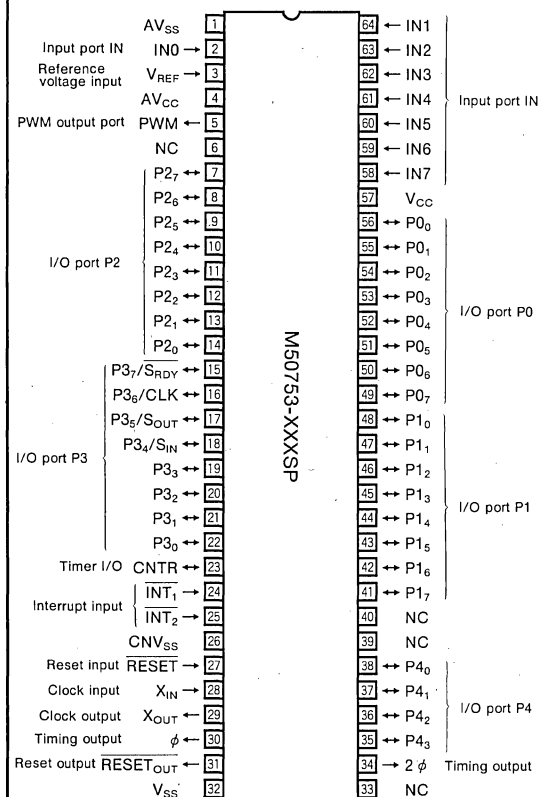 AVSS 1 64 ← IN1
Input port IN IN0 → 2 63 ← IN2
Reference voltage input VREF → 3 62 ← IN3
AVCC 4 61 ← IN4 Input port IN
PWM output port PWM ← 5 60 ← IN5
NC 6 59 ← IN6
P27 ↔ 7 58 ← IN7
P26 ↔ 8 57 VCC
P25 ↔ 9 56 ↔ P00
P24 ↔ 10 55 ↔ P01
I/O port P2 P23 ↔ 11 54 ↔ P02
P22 ↔ 12 53 ↔ P03 I/O port P0
P21 ↔ 13 52 ↔ P04
P20 ↔ 14 51 ↔ P05
P37/SRDY ↔ 15 50 ↔ P06
P36/CLK ↔ 16 49 ↔ P07
P35/SOUT ↔ 17 48 ↔ P10
P34/SIN ↔ 18 47 ↔ P11
I/O port P3 P33 ↔ 19 46 ↔ P12
P32 ↔ 20 45 ↔ P13 I/O port P1
P31 ↔ 21 44 ↔ P14
P30 ↔ 22 43 ↔ P15
Timer I/O CNTR ↔ 23 42 ↔ P16
INT1 → 24 41 ↔ P17
Interrupt input INT2 → 25 40 NC
CNVSS 26 39 NC
Reset input RESET → 27 38 ↔ P40
Clock input XIN → 28 37 ↔ P41
Clock output XOUT ← 29 36 ↔ P42 I/O port P4
Timing output ϕ ← 30 35 ↔ P43
Reset output RESETOUT ← 31 34 → 2 ϕ Timing output
VSS 32 33 NC
M50753-XXXSP